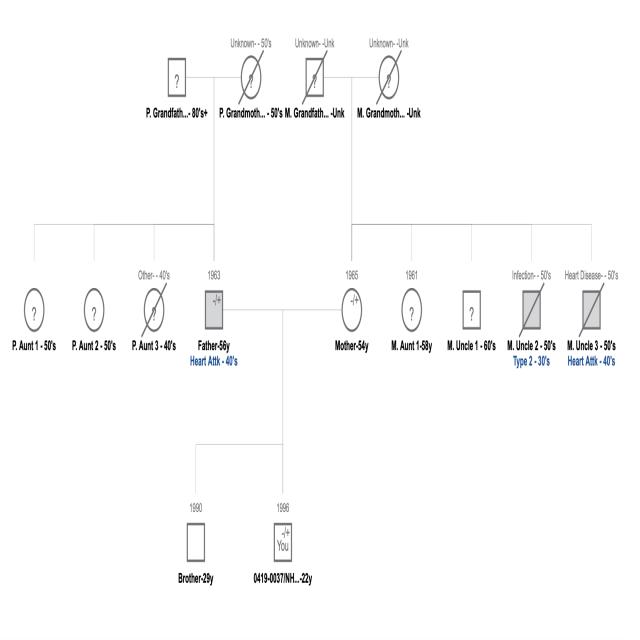 Unknown- - 50's Unknown- -Unk Unknown- -Unk
? ? ? ?
P. Grandfath...- 80's+ P. Grandmoth... - 50's M. Grandfath... -Unk M. Grandmoth... -Unk
Other- - 40's 1963 1965 1961 Infection- - 50's Heart Disease- - 50's
? ? ? -/+ -/+ ? ?
P. Aunt 1 - 50's P. Aunt 2 - 50's P. Aunt 3 - 40's Father-56y Mother-54y M. Aunt 1-58y M. Uncle 1 - 60's M. Uncle 2 - 50's M. Uncle 3 - 50's
Heart Attk - 40's Type 2 - 30's Heart Attk - 40's
1990 1996
-/+
You
Brother-29y 0419-0037/NH...-22y